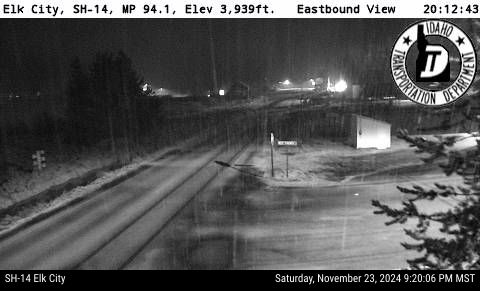 Elk City, SH-14, MP 94.1, Elev 3,939ft. Eastbound View 20:12:43
IDAHO
TRANSPORTATION DEPARTMENT
SH-14 Elk City Saturday, November 23, 2024 9:20:06 PM MST